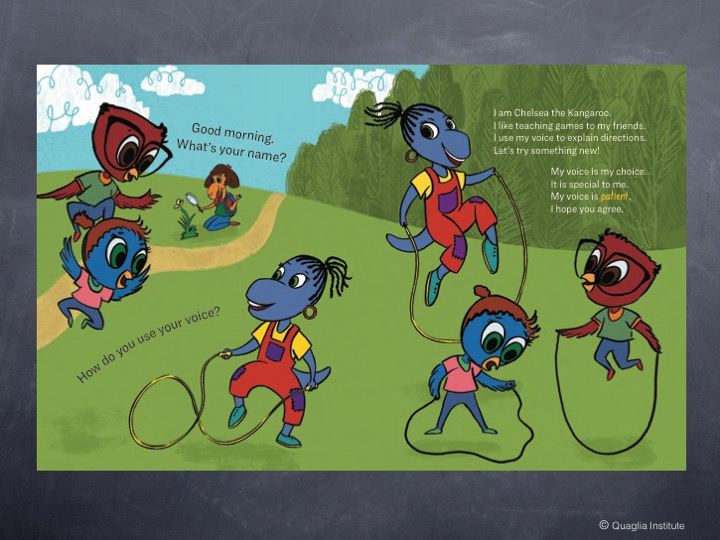 Good morning.
What's your name?
How do you use your voice?
I am Chelsea the Kangaroo.
I like teaching games to my friends.
I use my voice to explain directions.
Let's try something new!
My voice is my choice.
It is special to me.
My voice is patient.
I hope you agree.
© Quaglia Institute